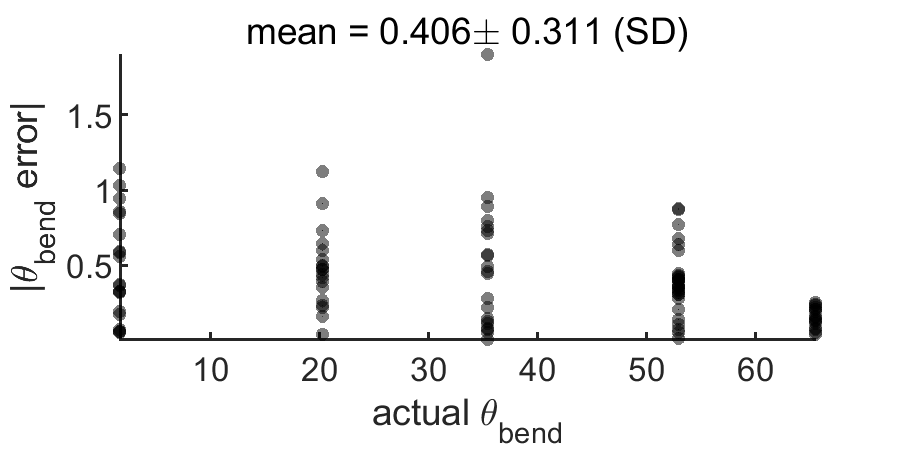 mean = 0.406± 0.311 (SD)
|θbend error|
1.5
1
0.5
10 20 30 40 50 60
actual θbend